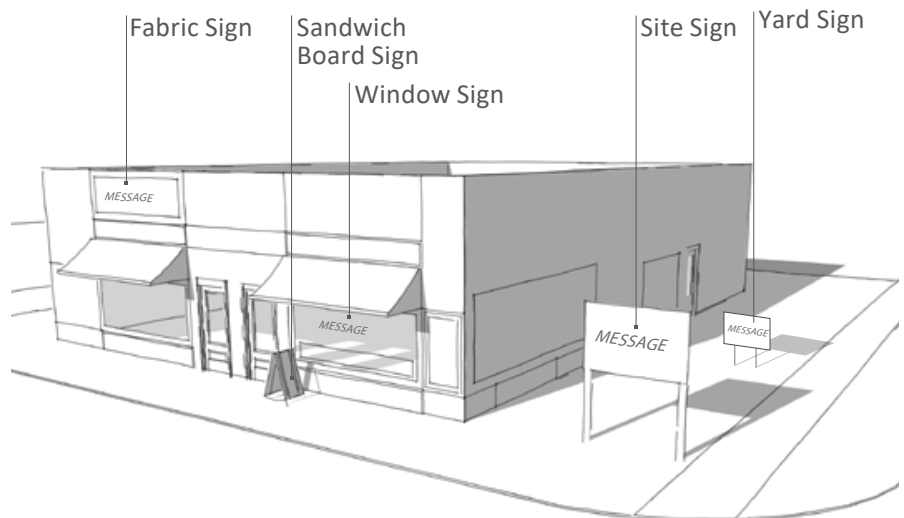 Fabric Sign
Sandwich
Board Sign
Window Sign
Site Sign
Yard Sign
MESSAGE
MESSAGE
MESSAGE
MESSAGE